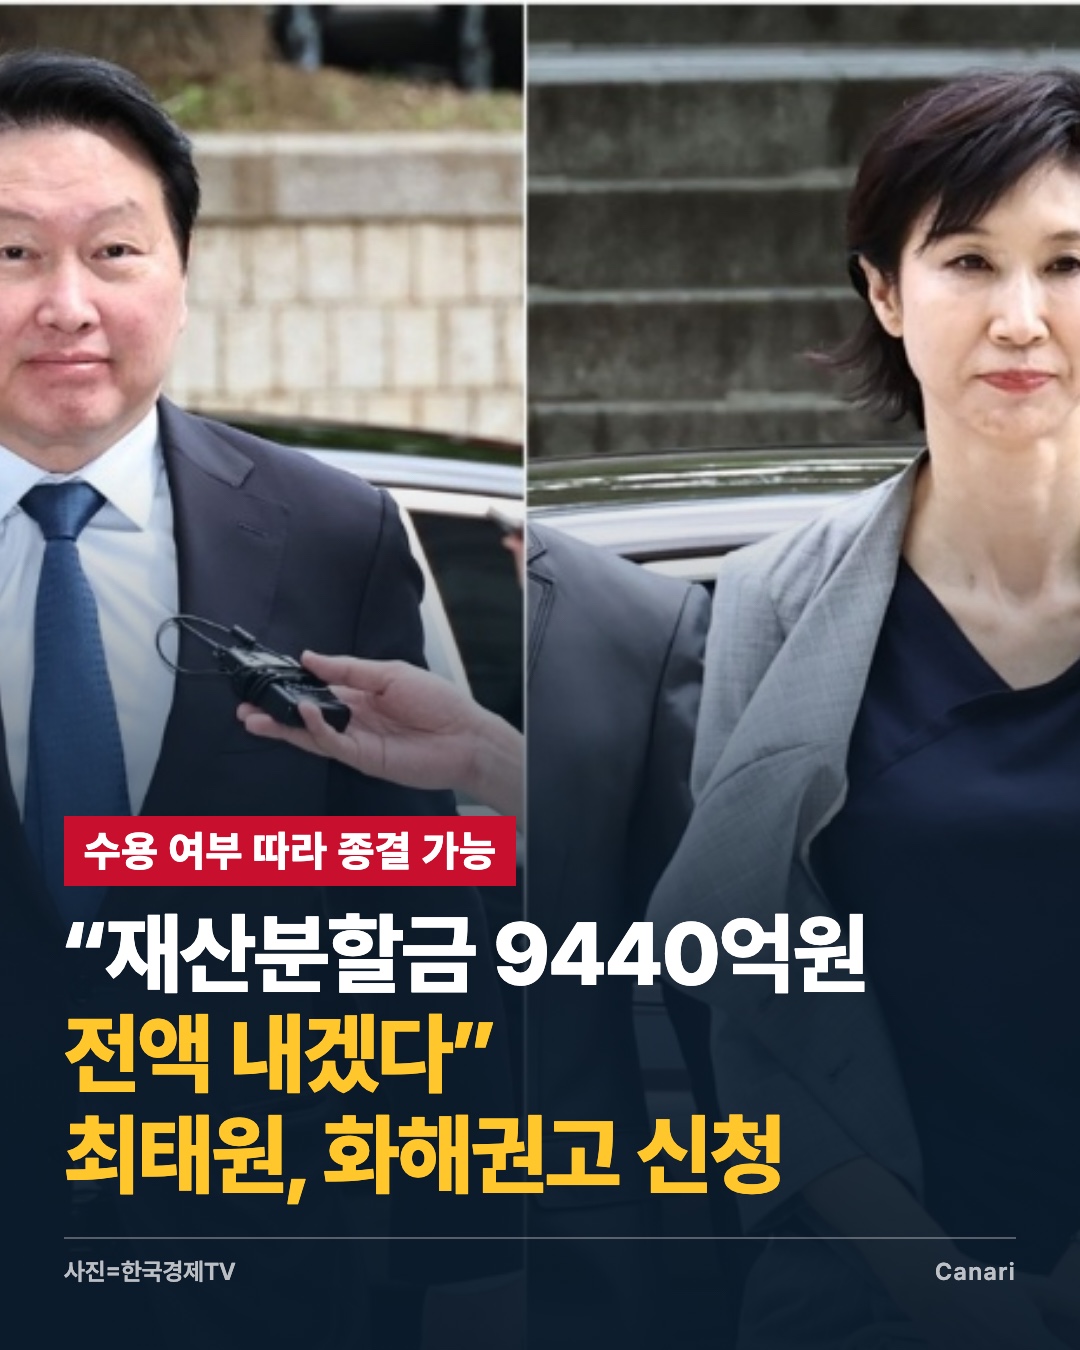 수용 여부 따라 종결 가능
“재산분할금 9440억원
전액 내겠다”
최태원, 화해권고 신청
사진=한국경제TV
Canari